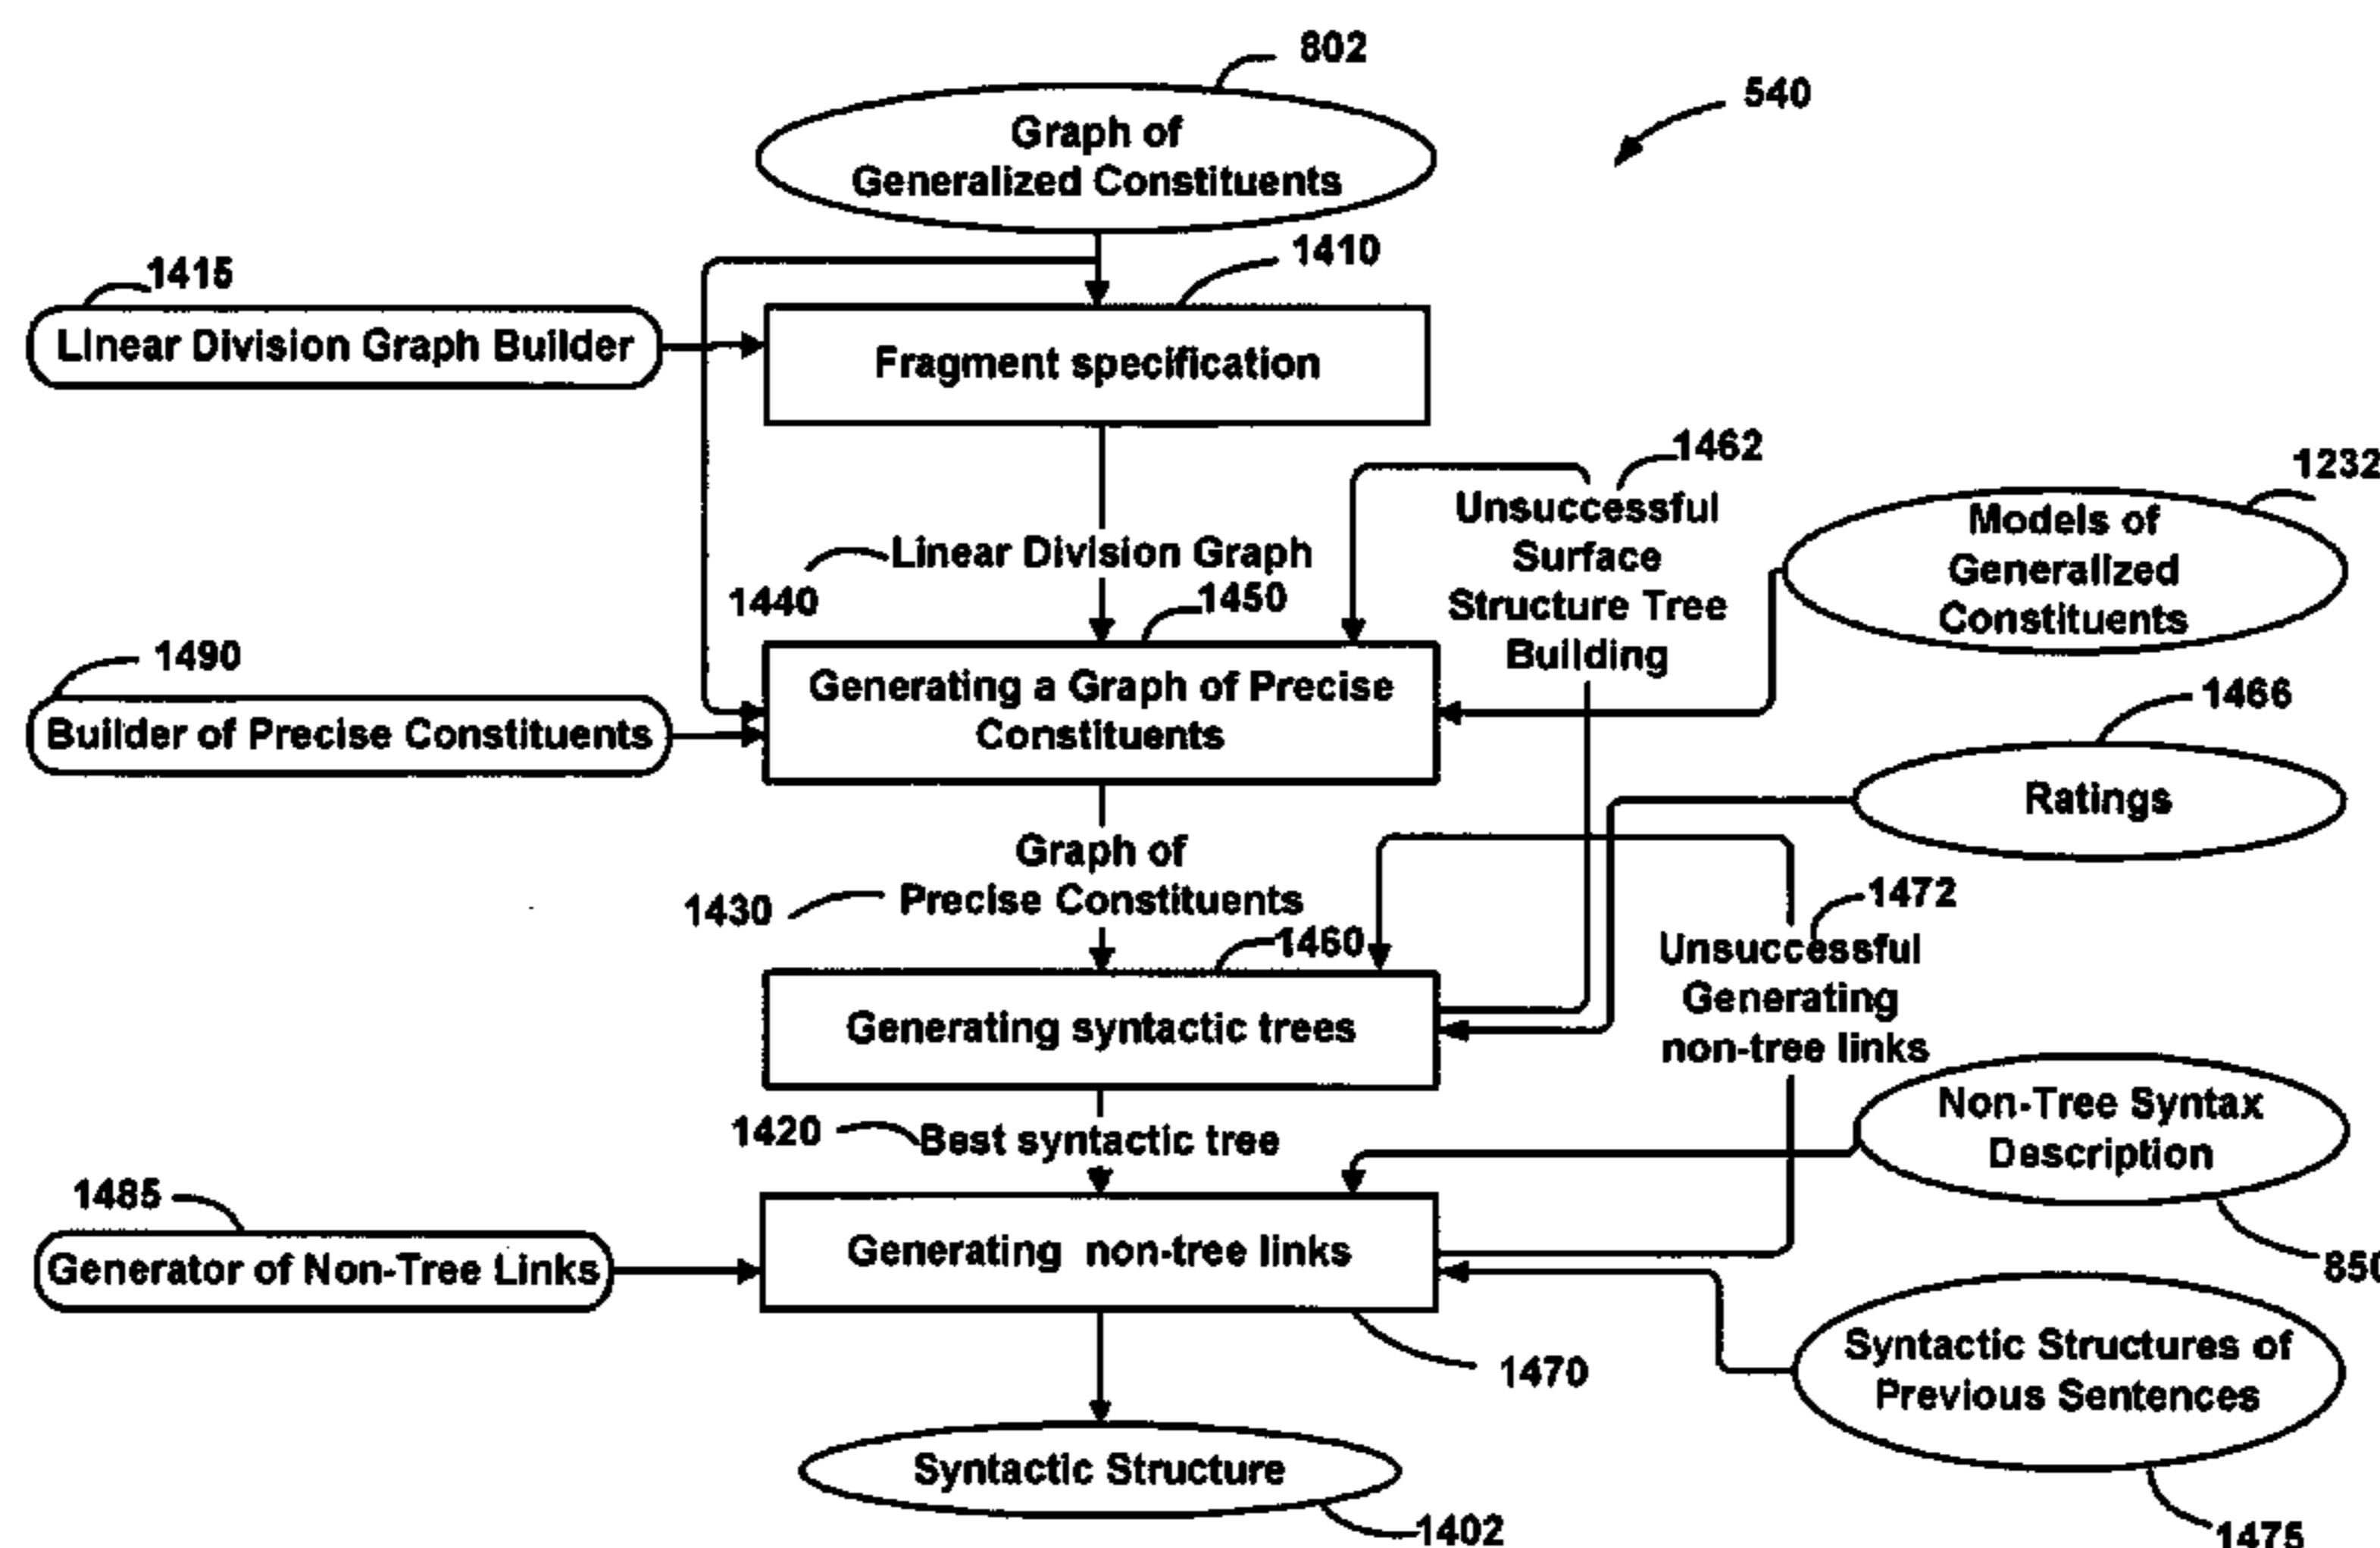 802
540
Graph of
Generalized Constituents
1410
1415
Linear Division Graph Builder
Fragment specification
1462
1232
Unsuccessful
Surface
Structure Tree
Building
Models of
Generalized
Constituents
Linear Division Graph
1440
1450
1490
Builder of Precise Constituents
Generating a Graph of Precise
Constituents
1466
Ratings
Graph of
Precise Constituents
1430
1460
1472
Unsuccessful
Generating
non-tree links
Generating syntactic trees
1420
Best syntactic tree
Non-Tree Syntax
Description
850
1485
Generator of Non-Tree Links
Generating non-tree links
1470
Syntactic Structures of
Previous Sentences
1475
Syntactic Structure
1402